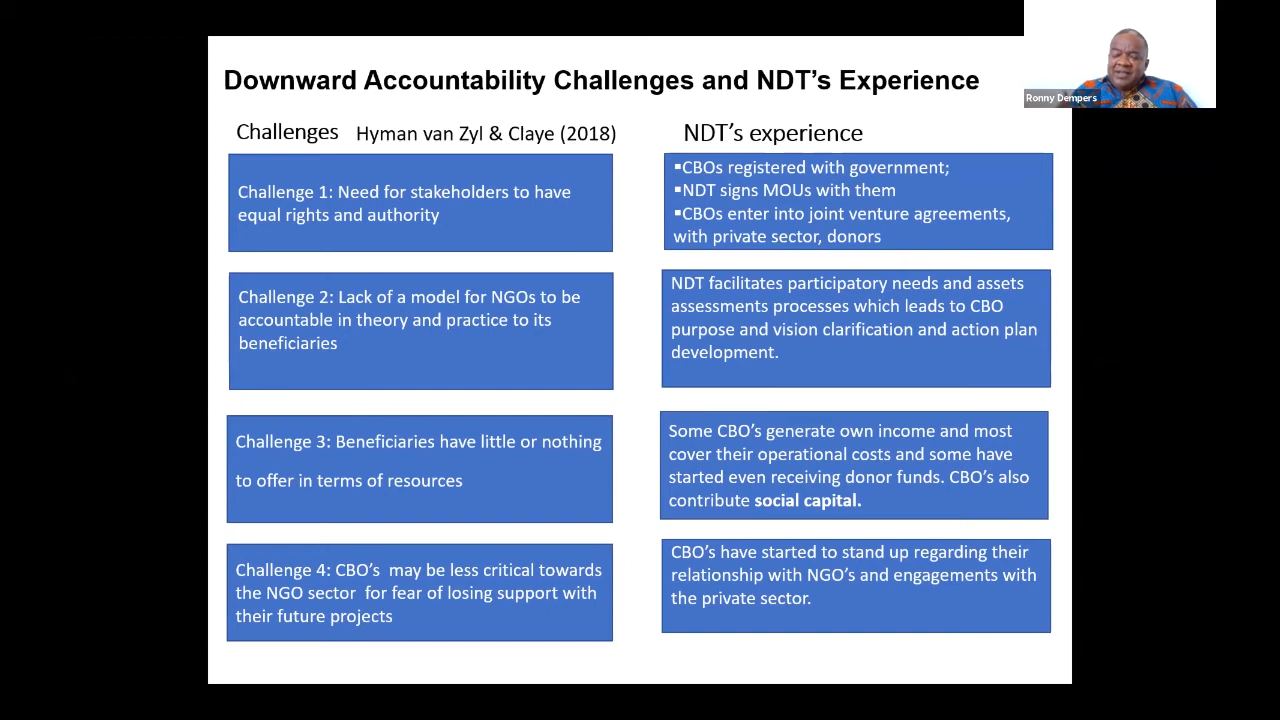 Downward Accountability Challenges and NDT's Experience
Ronny Dempers
Challenges Hyman van Zyl & Claye (2018)
NDT's experience
Challenge 1: Need for stakeholders to have
equal rights and authority
▪CBOs registered with government;
▪NDT signs MOUs with them
▪CBOs enter into joint venture agreements,
with private sector, donors
Challenge 2: Lack of a model for NGOs to be
accountable in theory and practice to its
beneficiaries
NDT facilitates participatory needs and assets
assessments processes which leads to CBO
purpose and vision clarification and action plan
development.
Challenge 3: Beneficiaries have little or nothing
to offer in terms of resources
Some CBO's generate own income and most
cover their operational costs and some have
started even receiving donor funds. CBO's also
contribute social capital.
Challenge 4: CBO's may be less critical towards
the NGO sector for fear of losing support with
their future projects
CBO's have started to stand up regarding their
relationship with NGO's and engagements with
the private sector.